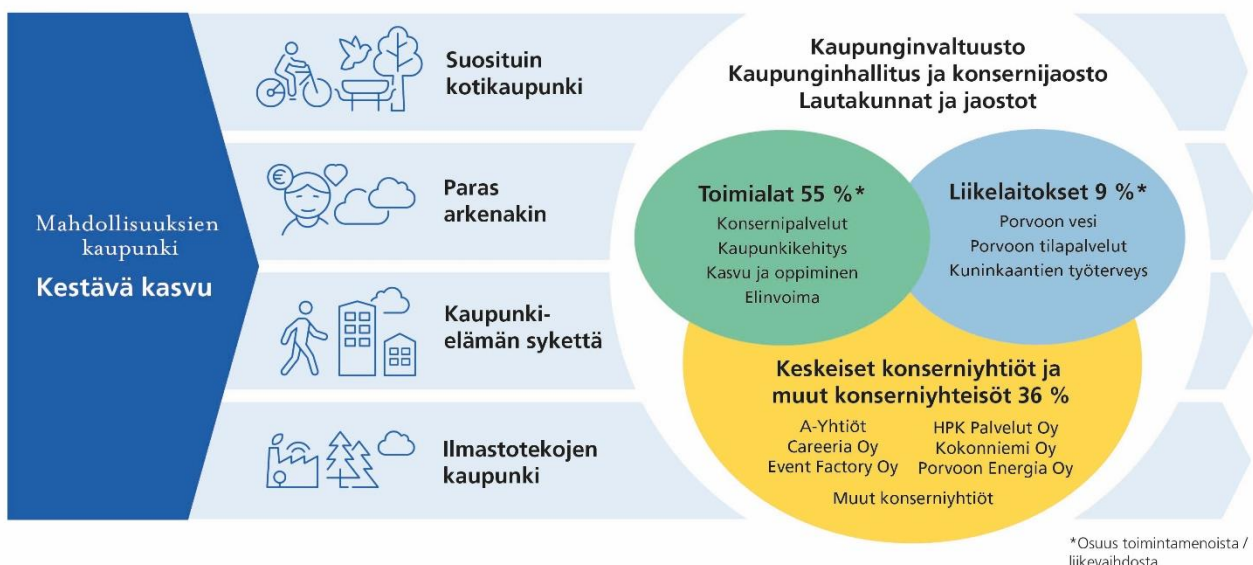 Mahdollisuuksien
kaupunki
Kestävä kasvu
Suosituin
kotikaupunki
Paras
arkenakin
Kaupunki-
elämän sykettä
Ilmastotekojen
kaupunki
Kaupunginvaltuusto
Kaupunginhallitus ja konsernijaosto
Lautakunnat ja jaostot
Toimialat 55 %*
Konsernipalvelut
Kaupunkikehitys
Kasvu ja oppiminen
Elinvoima
Liikelaitokset 9 %*
Porvoon vesi
Porvoon tilapalvelut
Kuninkaantien työterveys
Keskeiset konserniyhtiöt ja
muut konserniyhteisöt 36 %
A-Yhtiöt
Careeria Oy
Event Factory Oy
HPK Palvelut Oy
Kokonniemi Oy
Porvoon Energia Oy
Muut konserniyhtiöt
*Osuus toimintamenoista /
liikevaihdosta
€